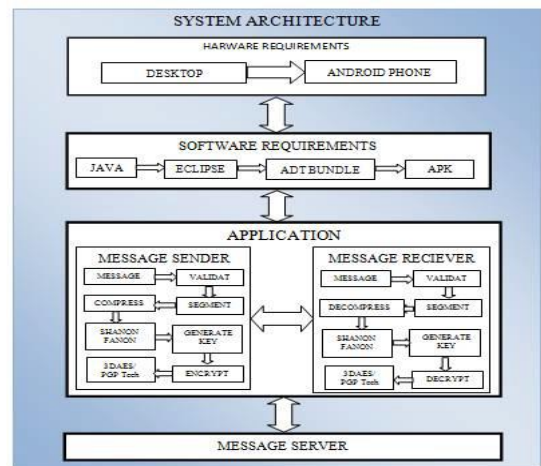 SYSTEM ARCHITECTURE
HARWARE REQUIREMENTS
DESKTOP
ANDROID PHONE
SOFTWARE REQUIREMENTS
JAVA
ECLIPSE
ADT BUNDLE
APK
APPLICATION
MESSAGE SENDER
MESSAGE
VALIDAT
COMPRESS
SEGMENT
SHANON
FANON
GENERATE
KEY
3DAES/
PGP Tech
ENCRYPT
MESSAGE RECIEVER
MESSAGE
VALIDAT
DECOMPRESS
SEGMENT
SHANON
FANON
GENERATE
KEY
3DAES/
PGP Tech
DECRYPT
MESSAGE SERVER